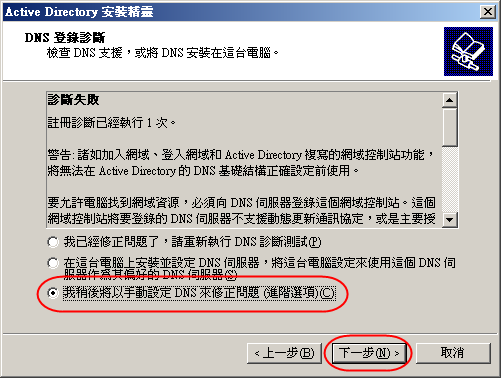 Active Directory 安裝精靈
DNS 登錄診斷
檢查 DNS 支援，或將 DNS 安裝在這台電腦。
診斷失敗
註冊診斷已經執行 1 次。
警告: 諸如加入網域、登入網域和 Active Directory 複寫的網域控制站功能，
將無法在 Active Directory 的 DNS 基礎結構正確設定前使用。
要允許電腦找到網域資源，必須向 DNS 伺服器登錄這個網域控制站。這個
網域控制站將要登錄的 DNS 伺服器不支援動態更新通訊協定，或是主要授
我已經修正問題了，請重新執行 DNS 診斷測試(P)
在這台電腦上安裝並設定 DNS 伺服器，將這台電腦設定來使用這個 DNS 伺
服器作為其偏好的 DNS 伺服器(S)
我稍後將以手動設定 DNS 來修正問題 (進階選項)(C)
< 上一步(B) 下一步(N) > 取消